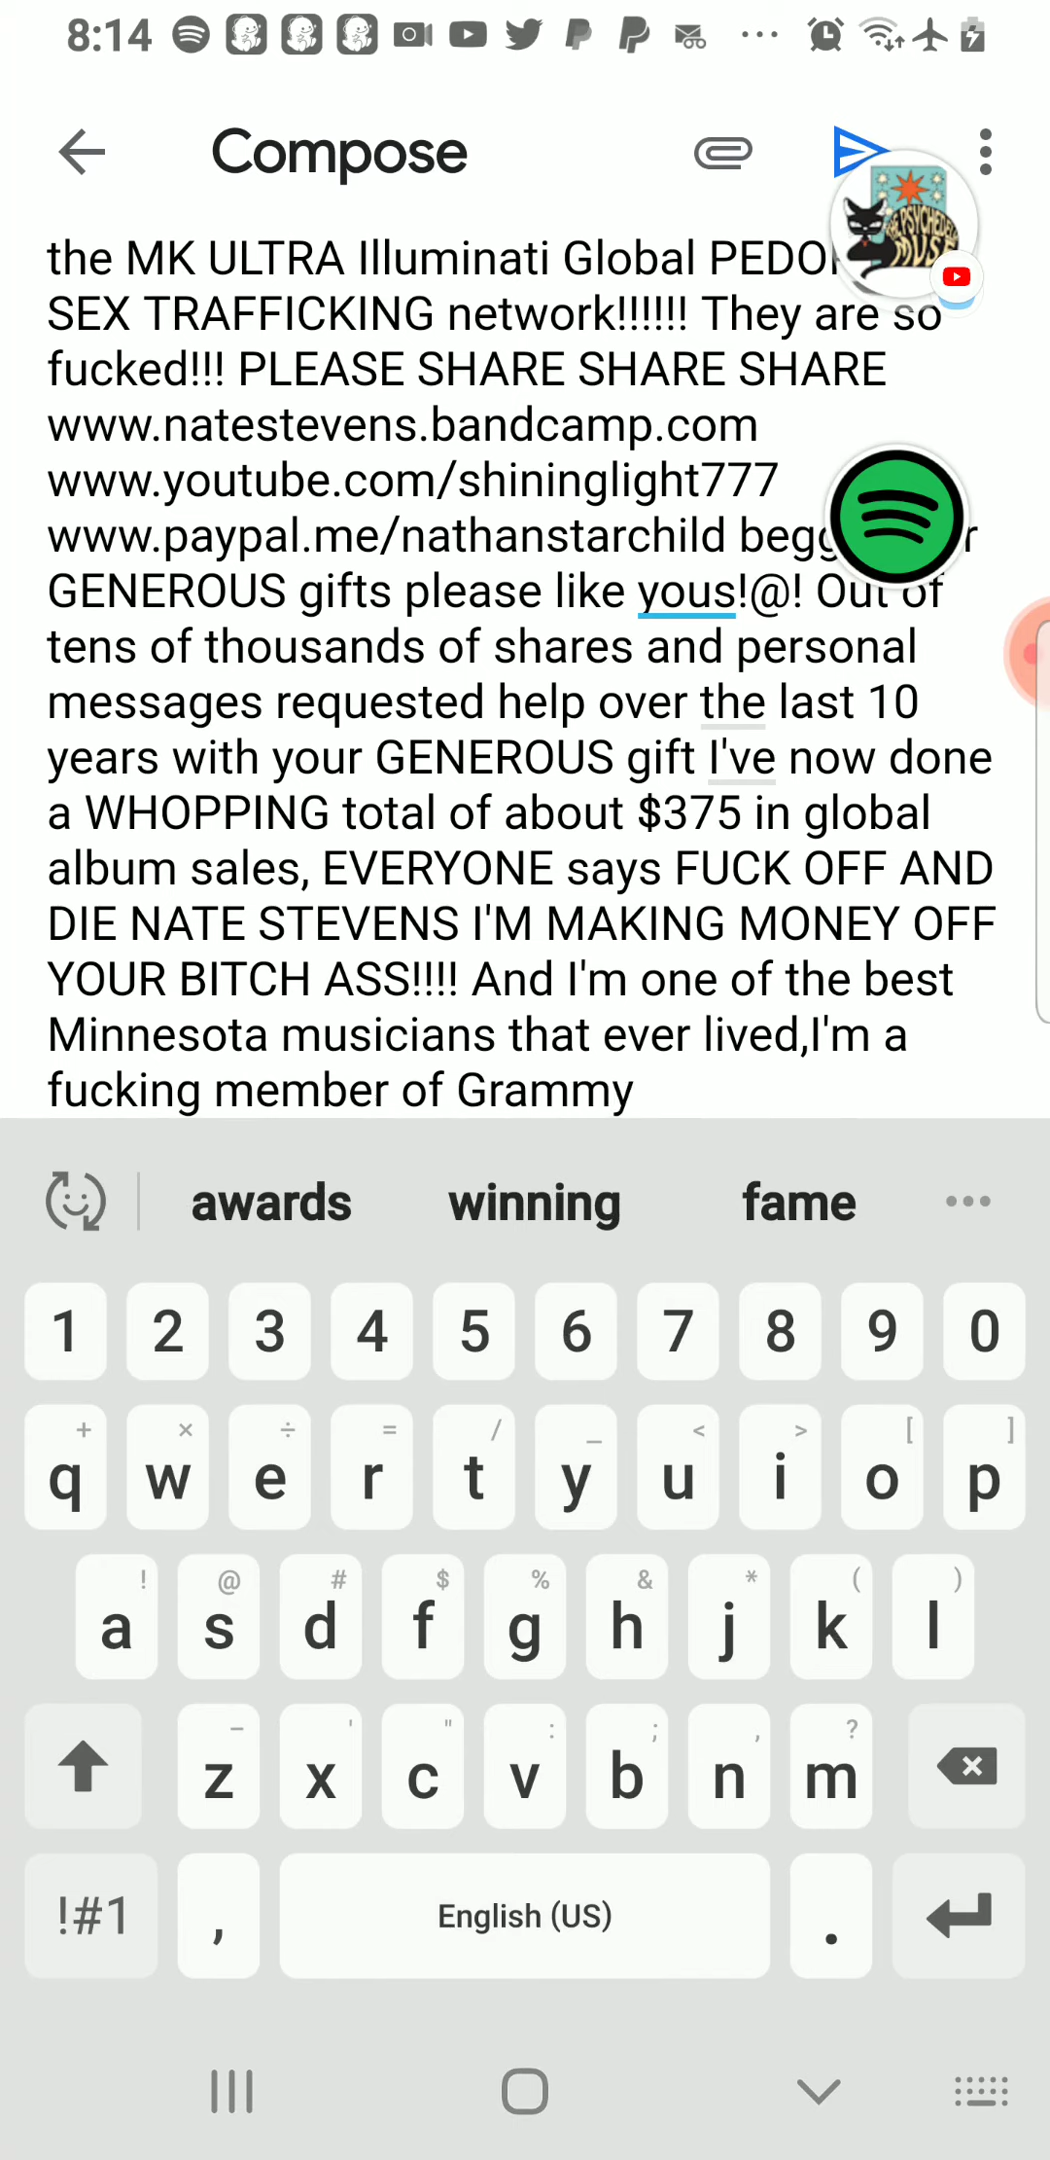 8:14
Compose
THE PSYCHEDELIC MUSE
the MK ULTRA Illuminati Global
SEX TRAFFICKING network!!!!!! They are so
fucked!!! PLEASE SHARE SHARE SHARE
www.natestevens.bandcamp.com
www.youtube.com/shininglight777
www.paypal.me/nathanstarchild
GENEROUS gifts please like yous!@! Out of
tens of thousands of shares and personal
messages requested help over the last 10
years with your GENEROUS gift I've now done
a WHOPPING total of about $375 in global
album sales, EVERYONE says FUCK OFF AND
DIE NATE STEVENS I'M MAKING MONEY OFF
YOUR BITCH ASS!!!! And I'm one of the best
Minnesota musicians that ever lived,I'm a
fucking member of Grammy
awards winning fame
1 2 3 4 5 6 7 8 9 0
+ × ÷ = / _ < > [ ]
q w e r t y u i o p
! @ # $ % & * ( )
a s d f g h j k l
- ' " : ; , ?
z x c v b n m
!#1 , English (US) .